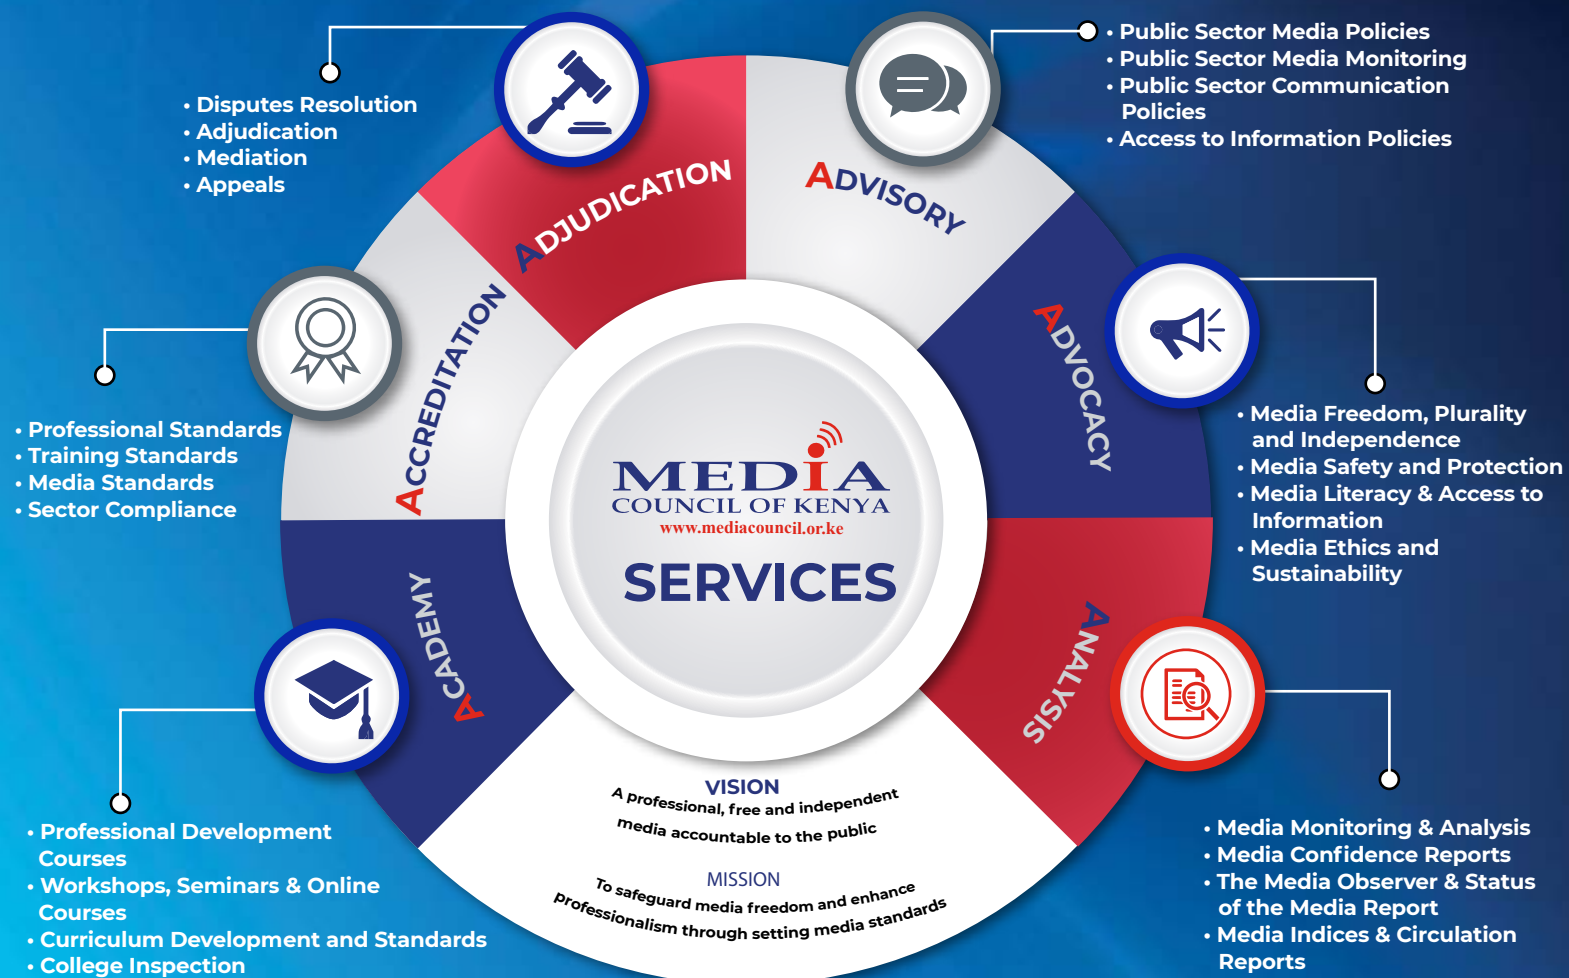 • Disputes Resolution
• Adjudication
• Mediation
• Appeals
ADJUDICATION
ADVISORY
• Public Sector Media Policies
• Public Sector Media Monitoring
• Public Sector Communication
Policies
• Access to Information Policies
ACCREDITATION
• Professional Standards
• Training Standards
• Media Standards
• Sector Compliance
ADVOCACY
• Media Freedom, Plurality
and Independence
• Media Safety and Protection
• Media Literacy & Access to
Information
• Media Ethics and
Sustainability
MEDiA
COUNCIL OF KENYA
www.mediacouncil.or.ke
SERVICES
ACADEMY
• Professional Development
Courses
• Workshops, Seminars & Online
Courses
• Curriculum Development and Standards
• College Inspection
ANALYSIS
• Media Monitoring & Analysis
• Media Confidence Reports
• The Media Observer & Status
of the Media Report
• Media Indices & Circulation
Reports
VISION
A professional, free and independent
media accountable to the public
MISSION
To safeguard media freedom and enhance
professionalism through setting media standards